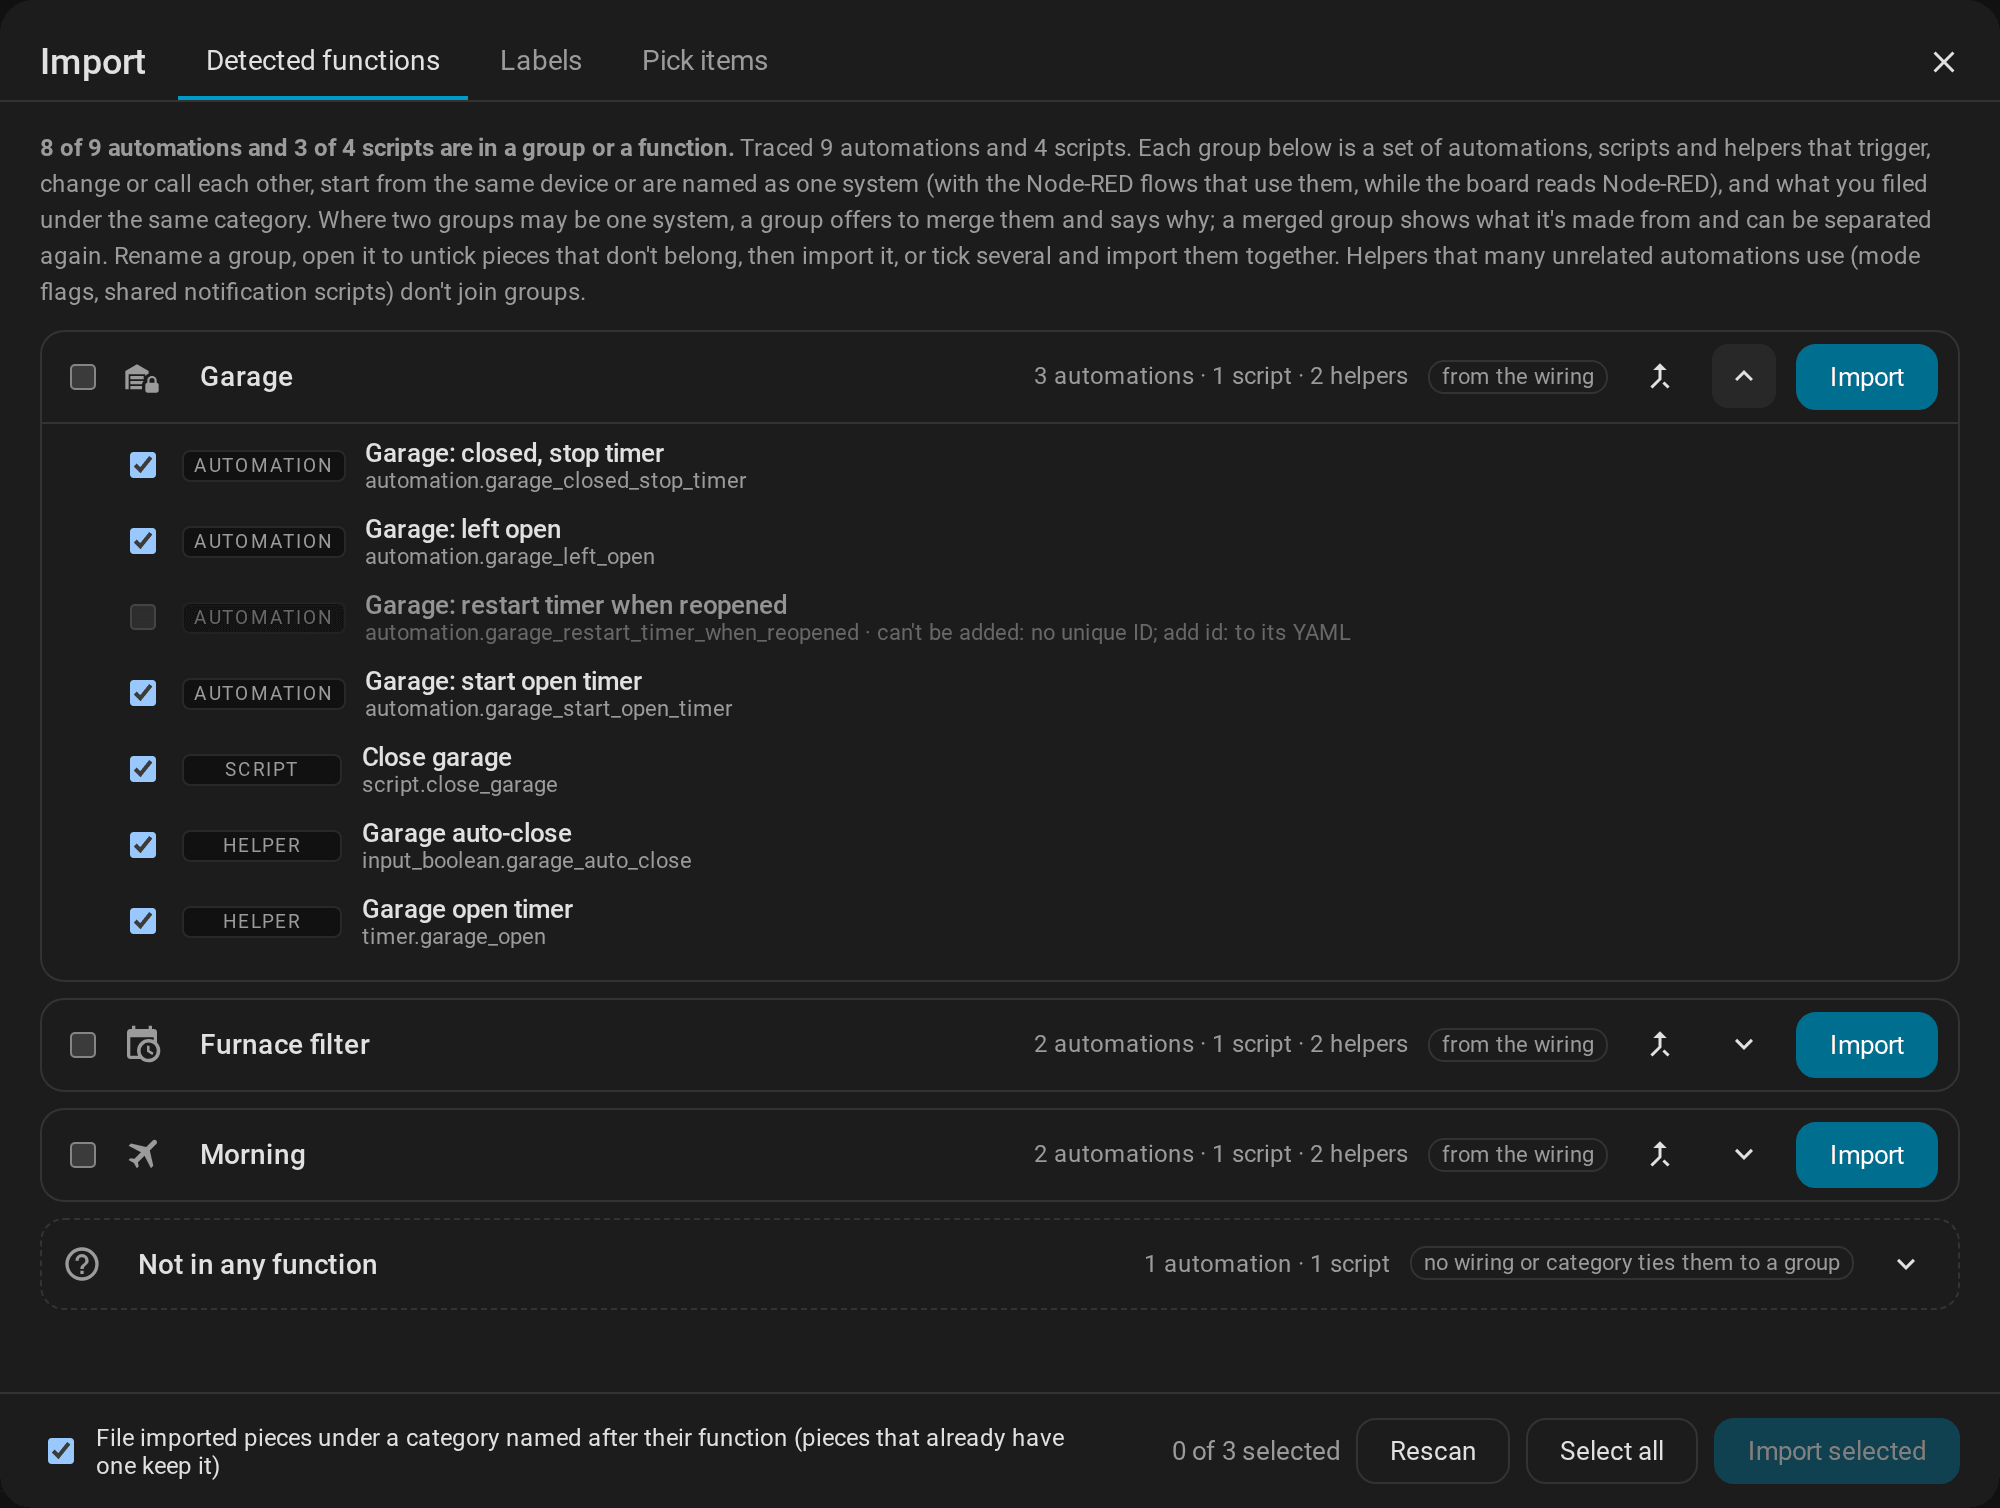 Import
Detected functions
Labels
Pick items
8 of 9 automations and 3 of 4 scripts are in a group or a function. Traced 9 automations and 4 scripts. Each group below is a set of automations, scripts and helpers that trigger,
change or call each other, start from the same device or are named as one system (with the Node-RED flows that use them, while the board reads Node-RED), and what you filed
under the same category. Where two groups may be one system, a group offers to merge them and says why; a merged group shows what it's made from and can be separated
again. Rename a group, open it to untick pieces that don't belong, then import it, or tick several and import them together. Helpers that many unrelated automations use (mode
flags, shared notification scripts) don't join groups.
Garage
3 automations · 1 script · 2 helpers
from the wiring
Import
AUTOMATION
Garage: closed, stop timer
automation.garage_closed_stop_timer
AUTOMATION
Garage: left open
automation.garage_left_open
AUTOMATION
Garage: restart timer when reopened
automation.garage_restart_timer_when_reopened · can't be added: no unique ID; add id: to its YAML
AUTOMATION
Garage: start open timer
automation.garage_start_open_timer
SCRIPT
Close garage
script.close_garage
HELPER
Garage auto-close
input_boolean.garage_auto_close
HELPER
Garage open timer
timer.garage_open
Furnace filter
2 automations · 1 script · 2 helpers
from the wiring
Import
Morning
2 automations · 1 script · 2 helpers
from the wiring
Import
Not in any function
1 automation · 1 script
no wiring or category ties them to a group
File imported pieces under a category named after their function (pieces that already have
one keep it)
0 of 3 selected
Rescan
Select all
Import selected